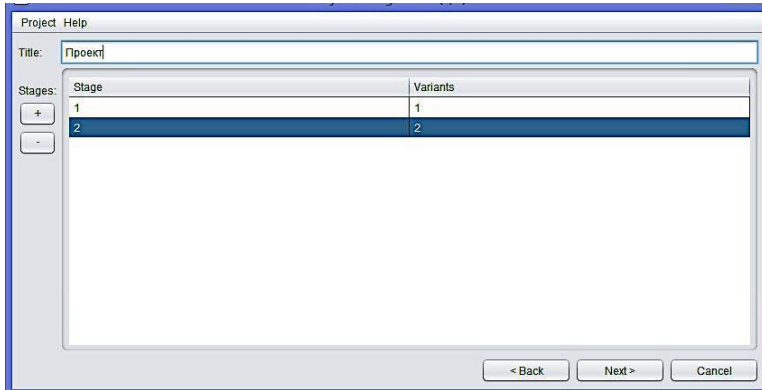 Project Help
Title: Проект
Stages:
Stage Variants
1 1
2 2
+
-
< Back Next > Cancel